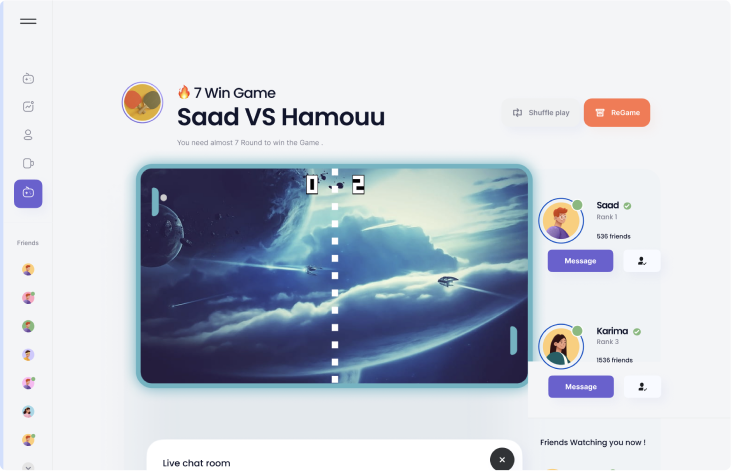 7 Win Game
Saad VS Hamouu
You need almost 7 Round to win the Game .
Shuffle play
ReGame
0 2
Saad
Rank 1
536 friends
Message
Friends
Karima
Rank 3
1536 friends
Message
Friends Watching you now !
Live chat room